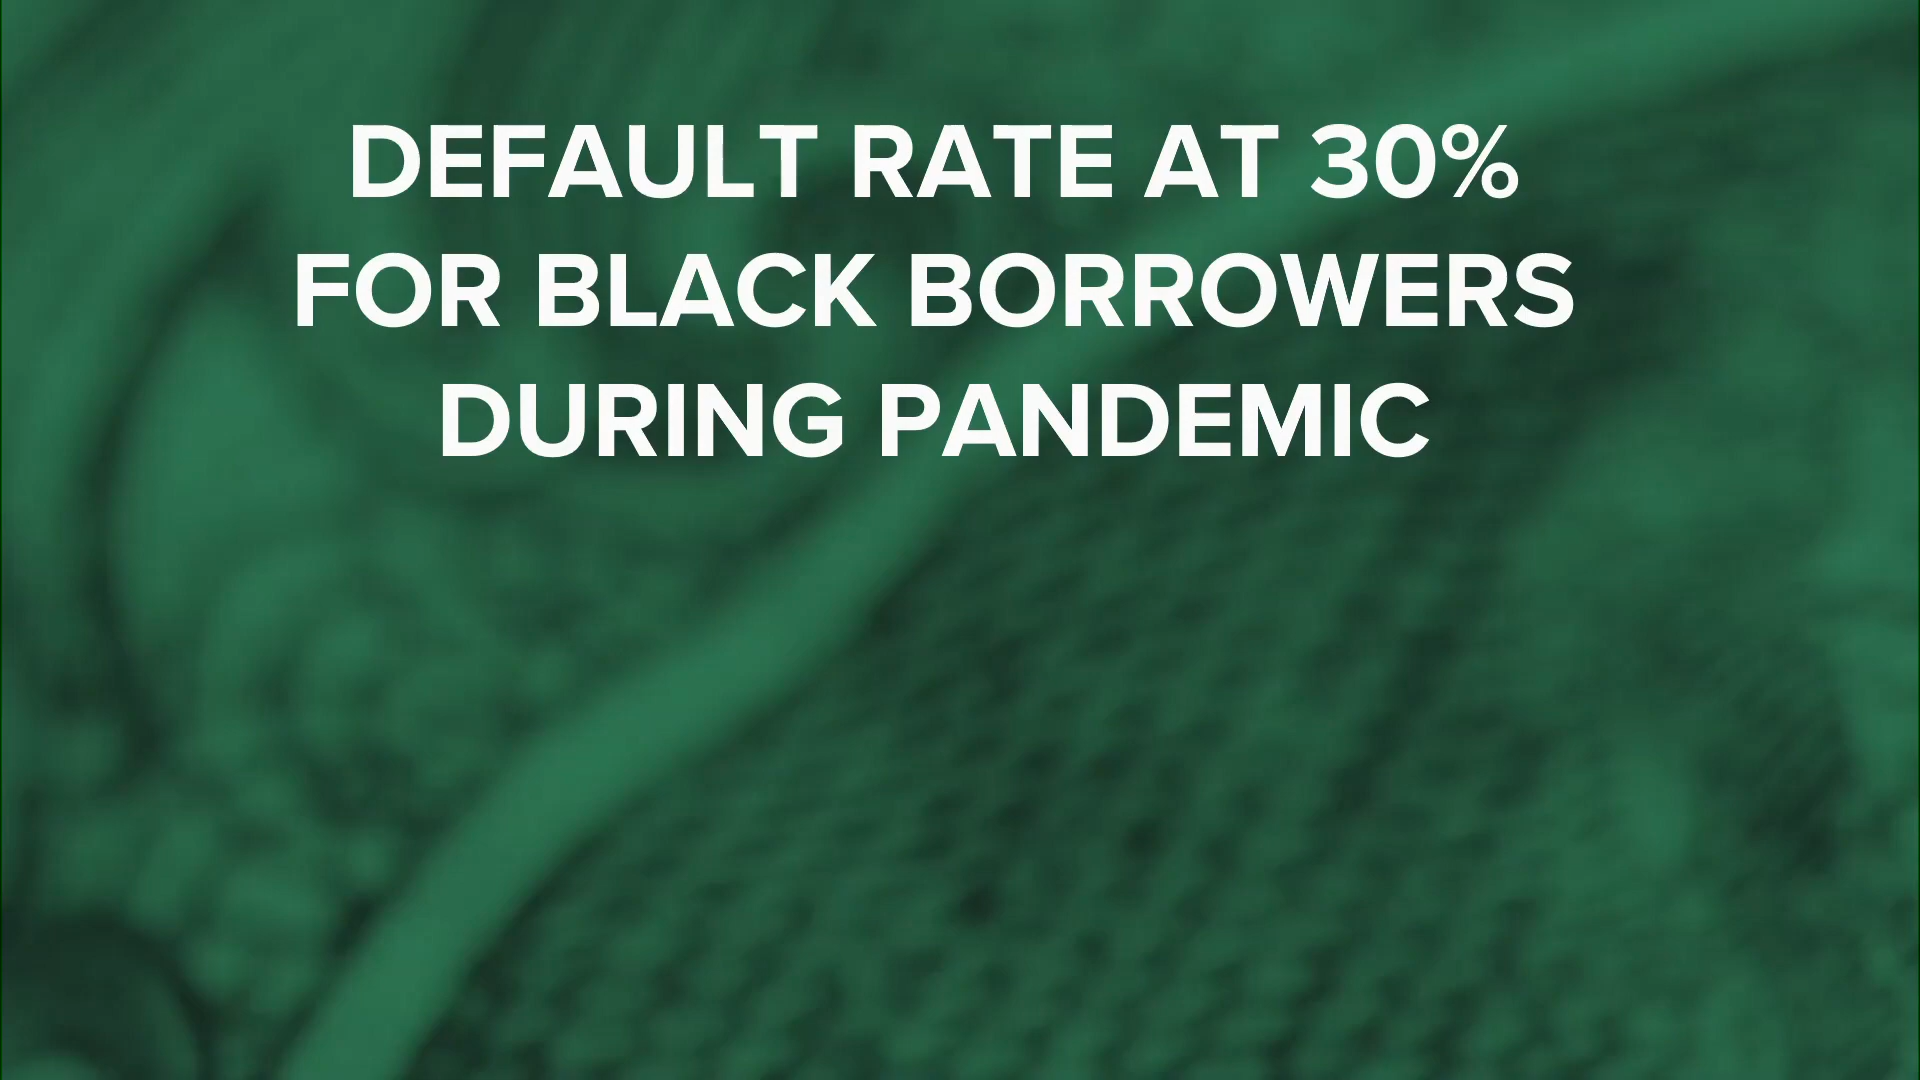 DEFAULT RATE AT 30%
FOR BLACK BORROWERS
DURING PANDEMIC